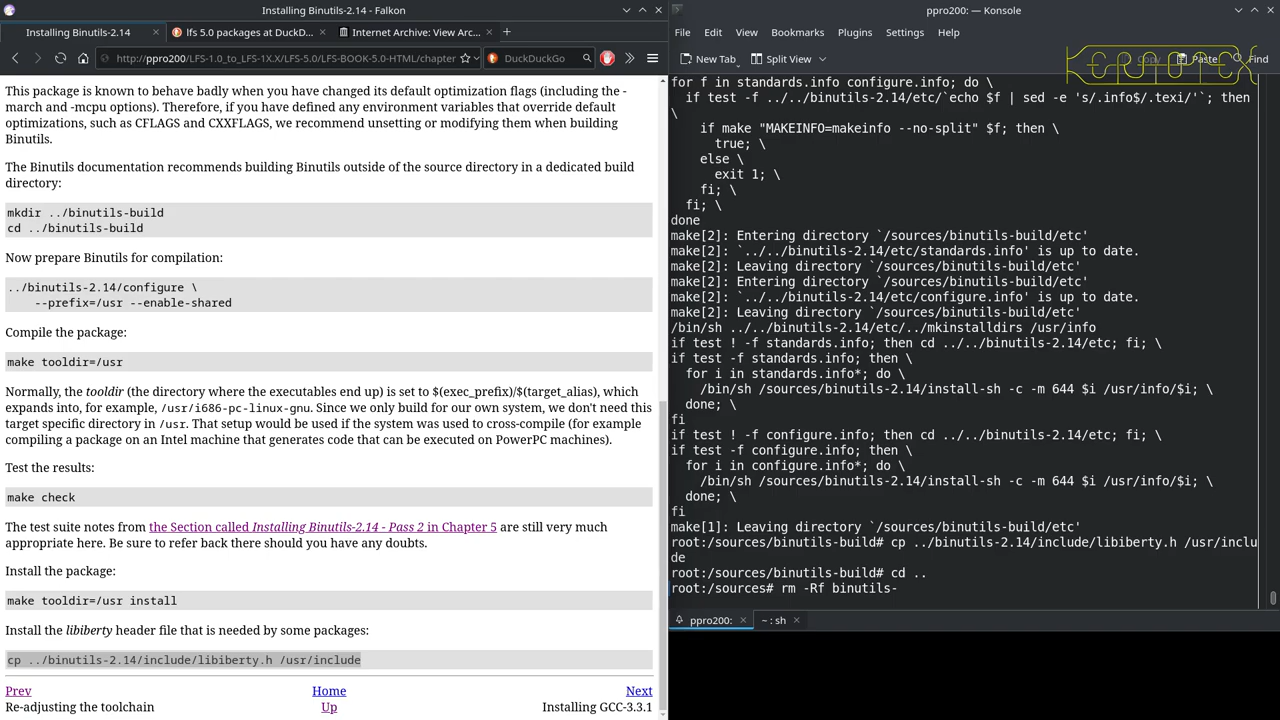 Installing Binutils-2.14 - Falkon
Installing Binutils-2.14
lfs 5.0 packages at DuckD...
Internet Archive: View Arc...
http://ppro200/LFS-1.0_to_LFS-1X.X/LFS-5.0/LFS-BOOK-5.0-HTML/chapter
DuckDuckGo
This package is known to behave badly when you have changed its default optimization flags (including the -
march and -mcpu options). Therefore, if you have defined any environment variables that override default
optimizations, such as CFLAGS and CXXFLAGS, we recommend unsetting or modifying them when building
Binutils.
The Binutils documentation recommends building Binutils outside of the source directory in a dedicated build
directory:
mkdir ../binutils-build
cd ../binutils-build
Now prepare Binutils for compilation:
../binutils-2.14/configure \
    --prefix=/usr --enable-shared
Compile the package:
make tooldir=/usr
Normally, the tooldir (the directory where the executables end up) is set to $(exec_prefix)/$(target_alias), which
expands into, for example, /usr/i686-pc-linux-gnu. Since we only build for our own system, we don't need this
target specific directory in /usr. That setup would be used if the system was used to cross-compile (for example
compiling a package on an Intel machine that generates code that can be executed on PowerPC machines).
Test the results:
make check
The test suite notes from the Section called Installing Binutils-2.14 - Pass 2 in Chapter 5 are still very much
appropriate here. Be sure to refer back there should you have any doubts.
Install the package:
make tooldir=/usr install
Install the libiberty header file that is needed by some packages:
cp ../binutils-2.14/include/libiberty.h /usr/include
Prev Home Next
Re-adjusting the toolchain Up Installing GCC-3.3.1
ppro200: — Konsole
File Edit View Bookmarks Plugins Settings Help
New Tab Split View Copy Paste Find
for f in standards.info configure.info; do \
  if test -f ../../binutils-2.14/etc/`echo $f | sed -e 's/.info$/.texi/'`; then
\
    if make "MAKEINFO=makeinfo --no-split" $f; then \
      true; \
    else \
      exit 1; \
    fi; \
  fi; \
done
make[2]: Entering directory `/sources/binutils-build/etc'
make[2]: `../../binutils-2.14/etc/standards.info' is up to date.
make[2]: Leaving directory `/sources/binutils-build/etc'
make[2]: Entering directory `/sources/binutils-build/etc'
make[2]: `../../binutils-2.14/etc/configure.info' is up to date.
make[2]: Leaving directory `/sources/binutils-build/etc'
/bin/sh ../../binutils-2.14/etc/../mkinstalldirs /usr/info
if test ! -f standards.info; then cd ../../binutils-2.14/etc; fi; \
if test -f standards.info; then \
  for i in standards.info*; do \
    /bin/sh /sources/binutils-2.14/install-sh -c -m 644 $i /usr/info/$i; \
  done; \
fi
if test ! -f configure.info; then cd ../../binutils-2.14/etc; fi; \
if test -f configure.info; then \
  for i in configure.info*; do \
    /bin/sh /sources/binutils-2.14/install-sh -c -m 644 $i /usr/info/$i; \
  done; \
fi
make[1]: Leaving directory `/sources/binutils-build/etc'
root:/sources/binutils-build# cp ../binutils-2.14/include/libiberty.h /usr/inclu
de
root:/sources/binutils-build# cd ..
root:/sources# rm -Rf binutils-
ppro200: ~ : sh